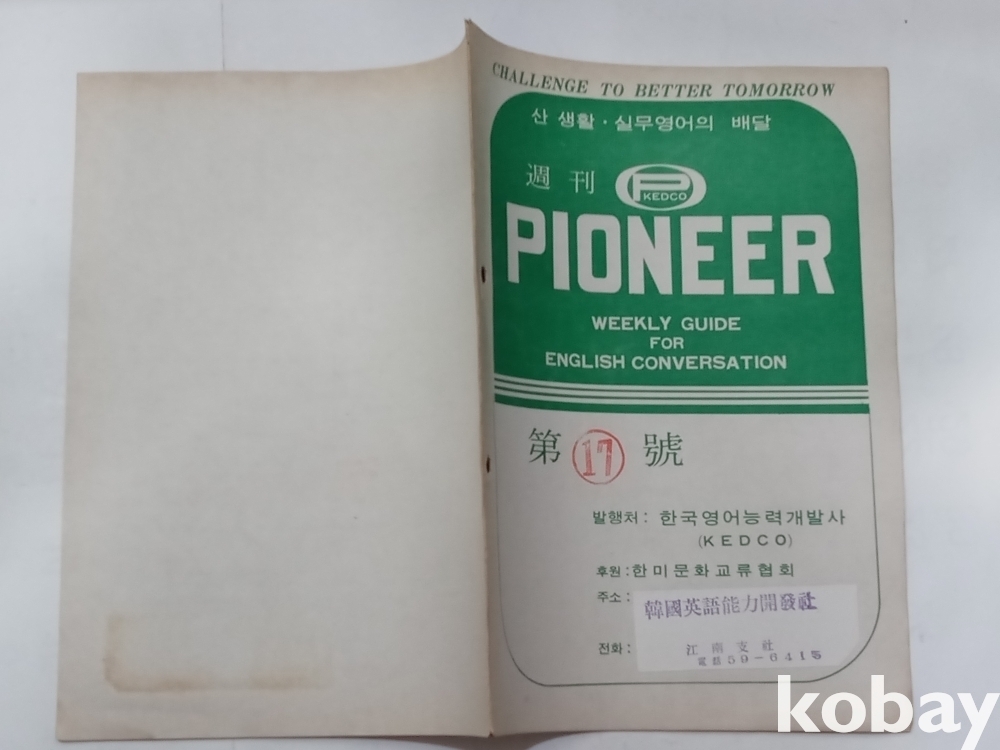 CHALLENGE TO BETTER TOMORROW
산 생활 · 실무영어의 배달
週刊
P
KEDCO
PIONEER
WEEKLY GUIDE
FOR
ENGLISH CONVERSATION
第 17 號
발행처: 한국영어능력개발사
(KEDCO)
후원: 한미문화교류협회
주소:
韓國英語能力開發社
전화:
江南支社
電話 59-6415
kobay